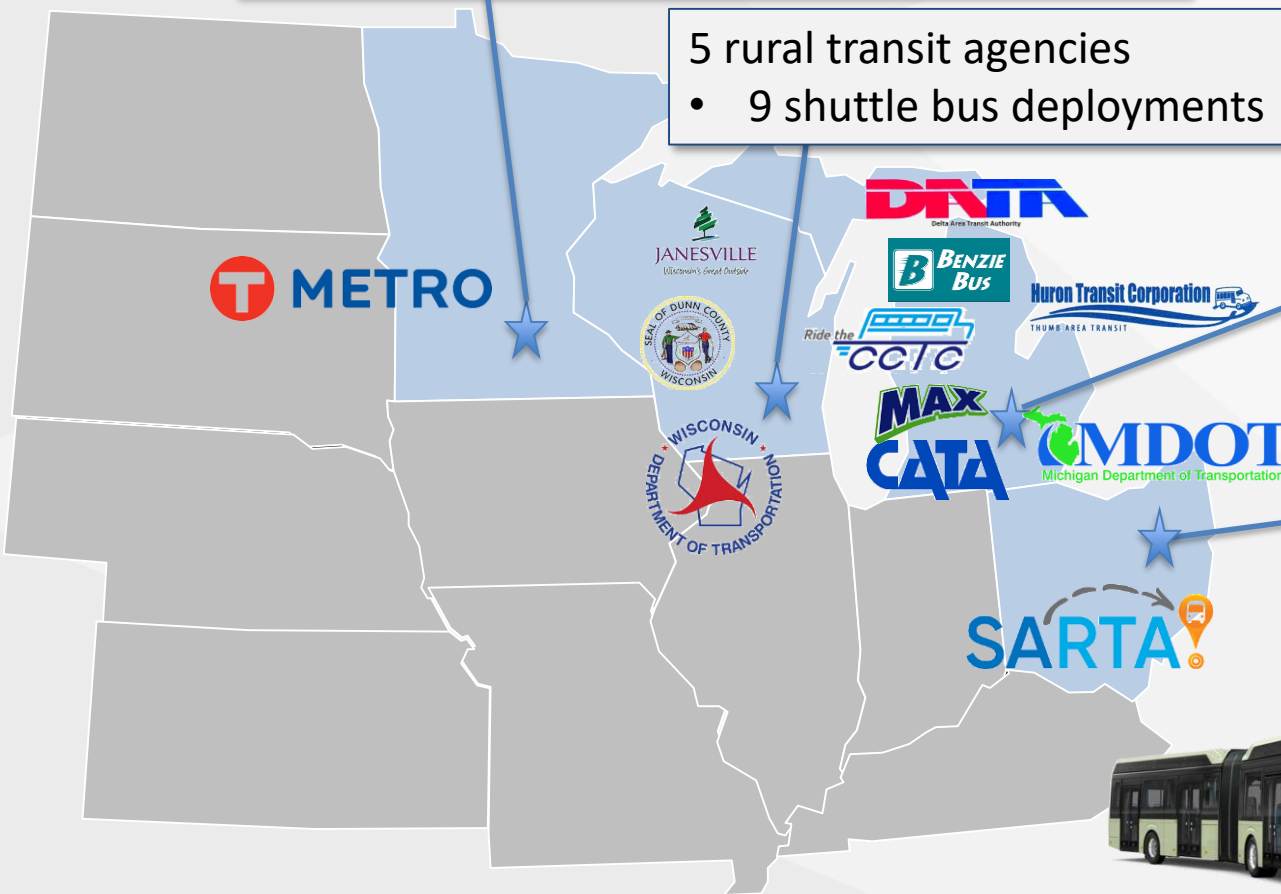 5 rural transit agencies
• 9 shuttle bus deployments
DATA
Delta Area Transit Authority
JANESVILLE
Wisconsin's Great Outside
BENZIE
BUS
B
Huron Transit Corporation
THUMB AREA TRANSIT
T METRO
SEAL OF DUNN COUNTY
WISCONSIN
Ride the
CCTC
MAX
CATA
MDOT
Michigan Department of Transportation
WISCONSIN
DEPARTMENT OF TRANSPORTATION
SARTA